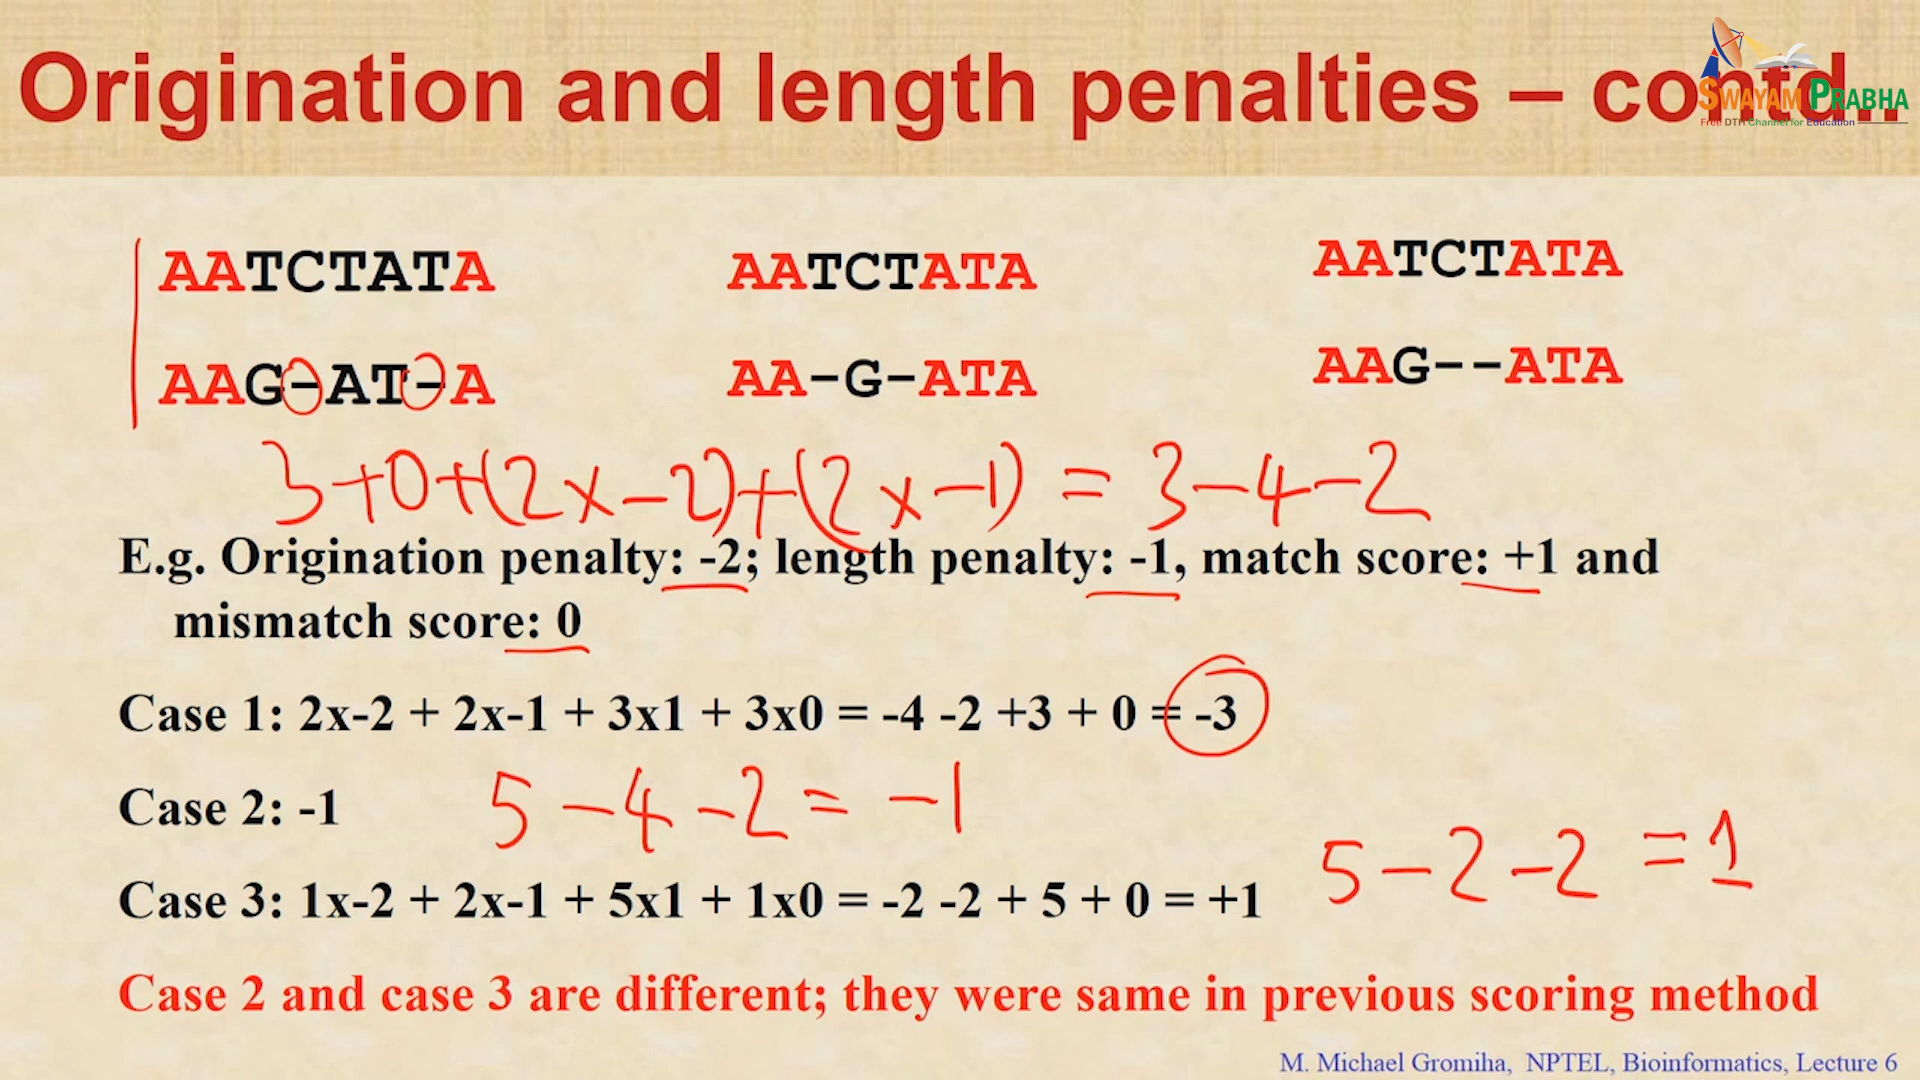 Origination and length penalties – contd..
SWAYAM PRABHA
Free DTH Channel for Education
AATCTATA AATCTATA AATCTATA
AAG-AT-A AA-G-ATA AAG--ATA
3+0+(2x-2)+(2x-1) = 3-4-2
E.g. Origination penalty: -2; length penalty: -1, match score: +1 and
mismatch score: 0
Case 1: 2x-2 + 2x-1 + 3x1 + 3x0 = -4 -2 +3 + 0 = -3
Case 2: -1 5-4-2 = -1
5-2-2 = 1
Case 3: 1x-2 + 2x-1 + 5x1 + 1x0 = -2 -2 + 5 + 0 = +1
Case 2 and case 3 are different; they were same in previous scoring method
M. Michael Gromiha, NPTEL, Bioinformatics, Lecture 6